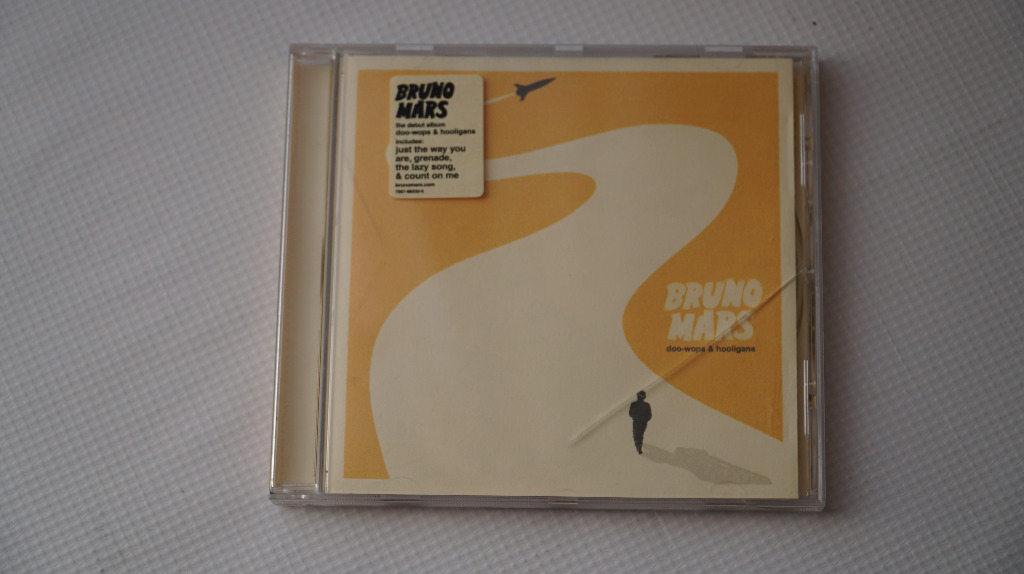 BRUNO
MARS
the debut album
doo-wops & hooligans
includes:
just the way you
are, grenade,
the lazy song,
& count on me
brunomars.com
BRUNO
MARS
doo-wops & hooligans